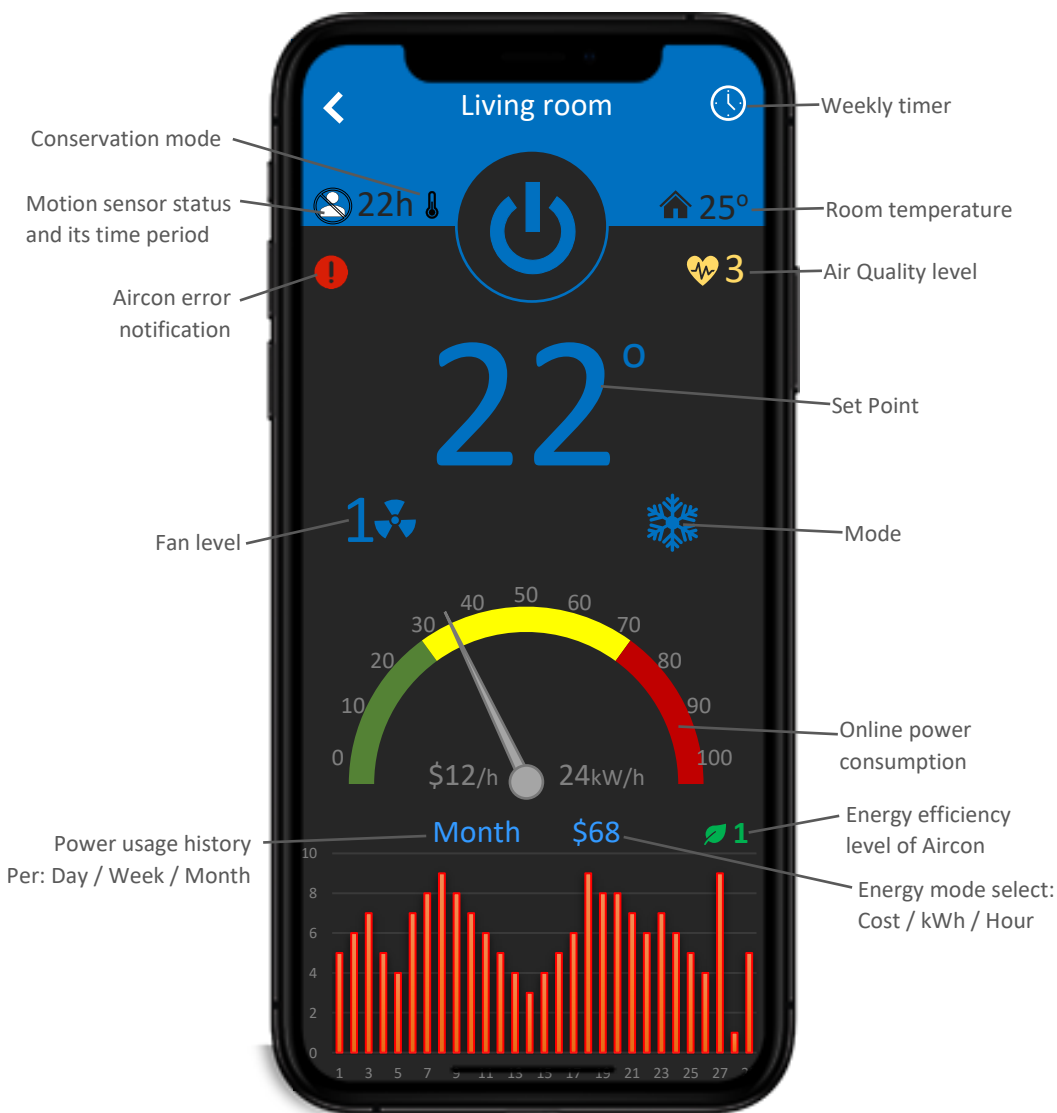 Living room
Weekly timer
Conservation mode
Motion sensor status
and its time period
22h
25°
Room temperature
Aircon error
notification
3
Air Quality level
22°
Set Point
1
Fan level
Mode
0
10
20
30
40
50
60
70
80
90
100
$12/h
24kW/h
Online power
consumption
Power usage history
Per: Day / Week / Month
Month
$68
1
Energy efficiency
level of Aircon
Energy mode select:
Cost / kWh / Hour
10
8
6
4
2
0
1 3 5 7 9 11 13 15 17 19 21 23 25 27